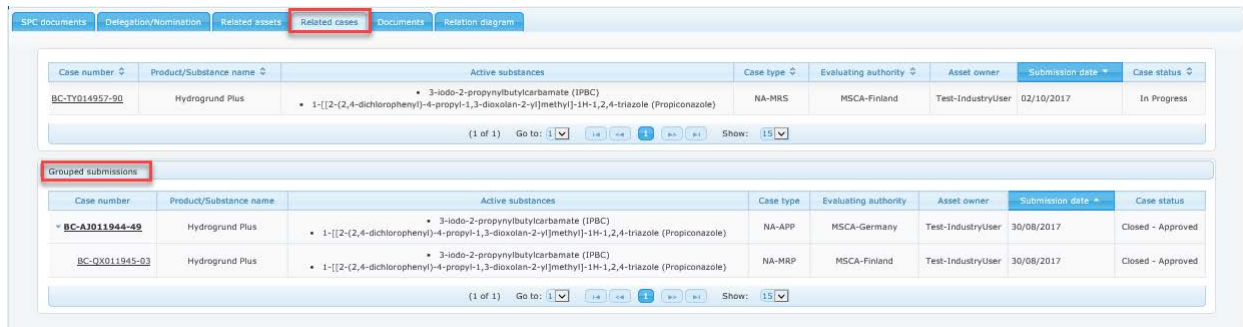 SPC documents Delegation/Nomination Related assets Related cases Documents Relation diagram
Case number Product/Substance name Active substances Case type Evaluating authority Asset owner Submission date Case status
BC-TY014957-90 Hydrogrund Plus • 3-iodo-2-propynylbutylcarbamate (IPBC) NA-MRS MSCA-Finland Test-IndustryUser 02/10/2017 In Progress
• 1-[[2-(2,4-dichlorophenyl)-4-propyl-1,3-dioxolan-2-yl]methyl]-1H-1,2,4-triazole (Propiconazole)
(1 of 1) Go to: 1 1 Show: 15
Grouped submissions
Case number Product/Substance name Active substances Case type Evaluating authority Asset owner Submission date Case status
BC-AJ011944-49 Hydrogrund Plus • 3-iodo-2-propynylbutylcarbamate (IPBC) NA-APP MSCA-Germany Test-IndustryUser 30/08/2017 Closed - Approved
• 1-[[2-(2,4-dichlorophenyl)-4-propyl-1,3-dioxolan-2-yl]methyl]-1H-1,2,4-triazole (Propiconazole)
BC-QX011945-03 Hydrogrund Plus • 3-iodo-2-propynylbutylcarbamate (IPBC) NA-MRP MSCA-Finland Test-IndustryUser 30/08/2017 Closed - Approved
• 1-[[2-(2,4-dichlorophenyl)-4-propyl-1,3-dioxolan-2-yl]methyl]-1H-1,2,4-triazole (Propiconazole)
(1 of 1) Go to: 1 1 Show: 15